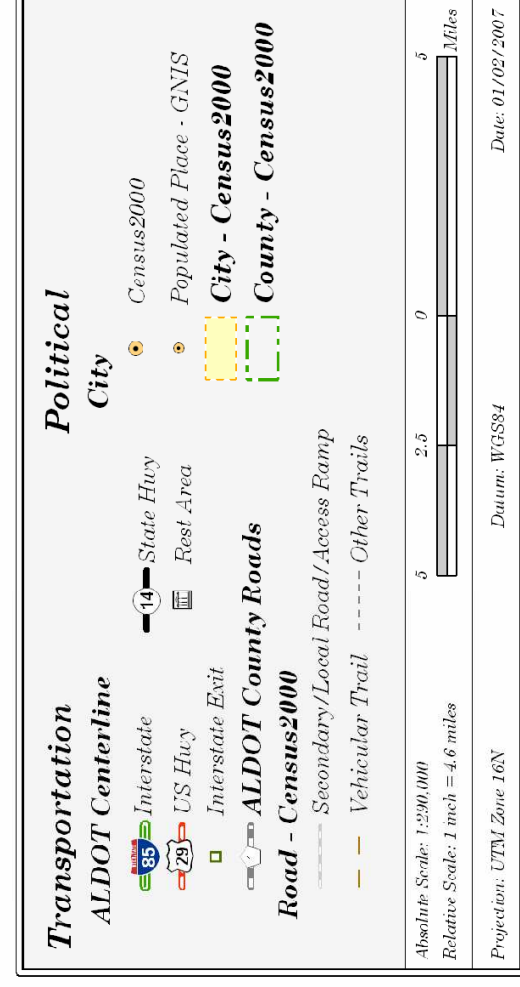 Transportation
ALDOT Centerline
85 Interstate
29 US Hwy
Interstate Exit
14 State Hwy
Rest Area
ALDOT County Roads
Road - Census2000
Secondary/Local Road/Access Ramp
Vehicular Trail
Other Trails
Political
City
Census2000
Populated Place - GNIS
City - Census2000
County - Census2000
Absolute Scale: 1:290,000
Relative Scale: 1 inch = 4.6 miles
5 2.5 0 5
Miles
Projection: UTM Zone 16N
Datum: WGS84
Date: 01/02/2007